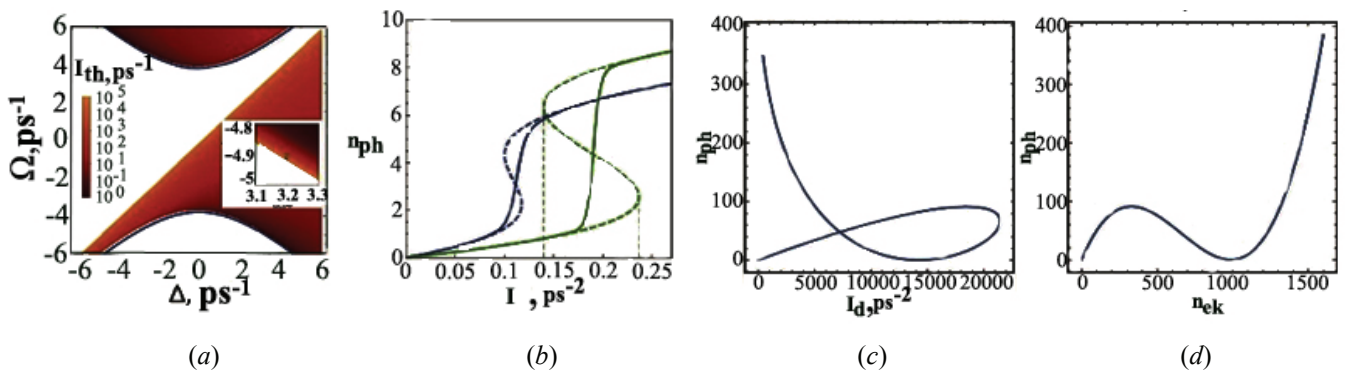 6
4
2
0
-2
-4
-6
Ω,ps⁻¹
I_th,ps⁻¹
10⁵
10⁴
10³
10²
10¹
10⁰
-4.8
-4.9
-5
3.1 3.2 3.3
-6 -4 -2 0 2 4 6
Δ, ps⁻¹
(a)
10
8
6
4
2
0
n_ph
0 0.05 0.1 0.15 0.2 0.25
I , ps⁻²
(b)
400
300
200
100
0
n_ph
0 5000 10000 15000 20000
I_d,ps⁻²
(c)
400
300
200
100
0
n_ph
0 500 1000 1500
n_ek
(d)